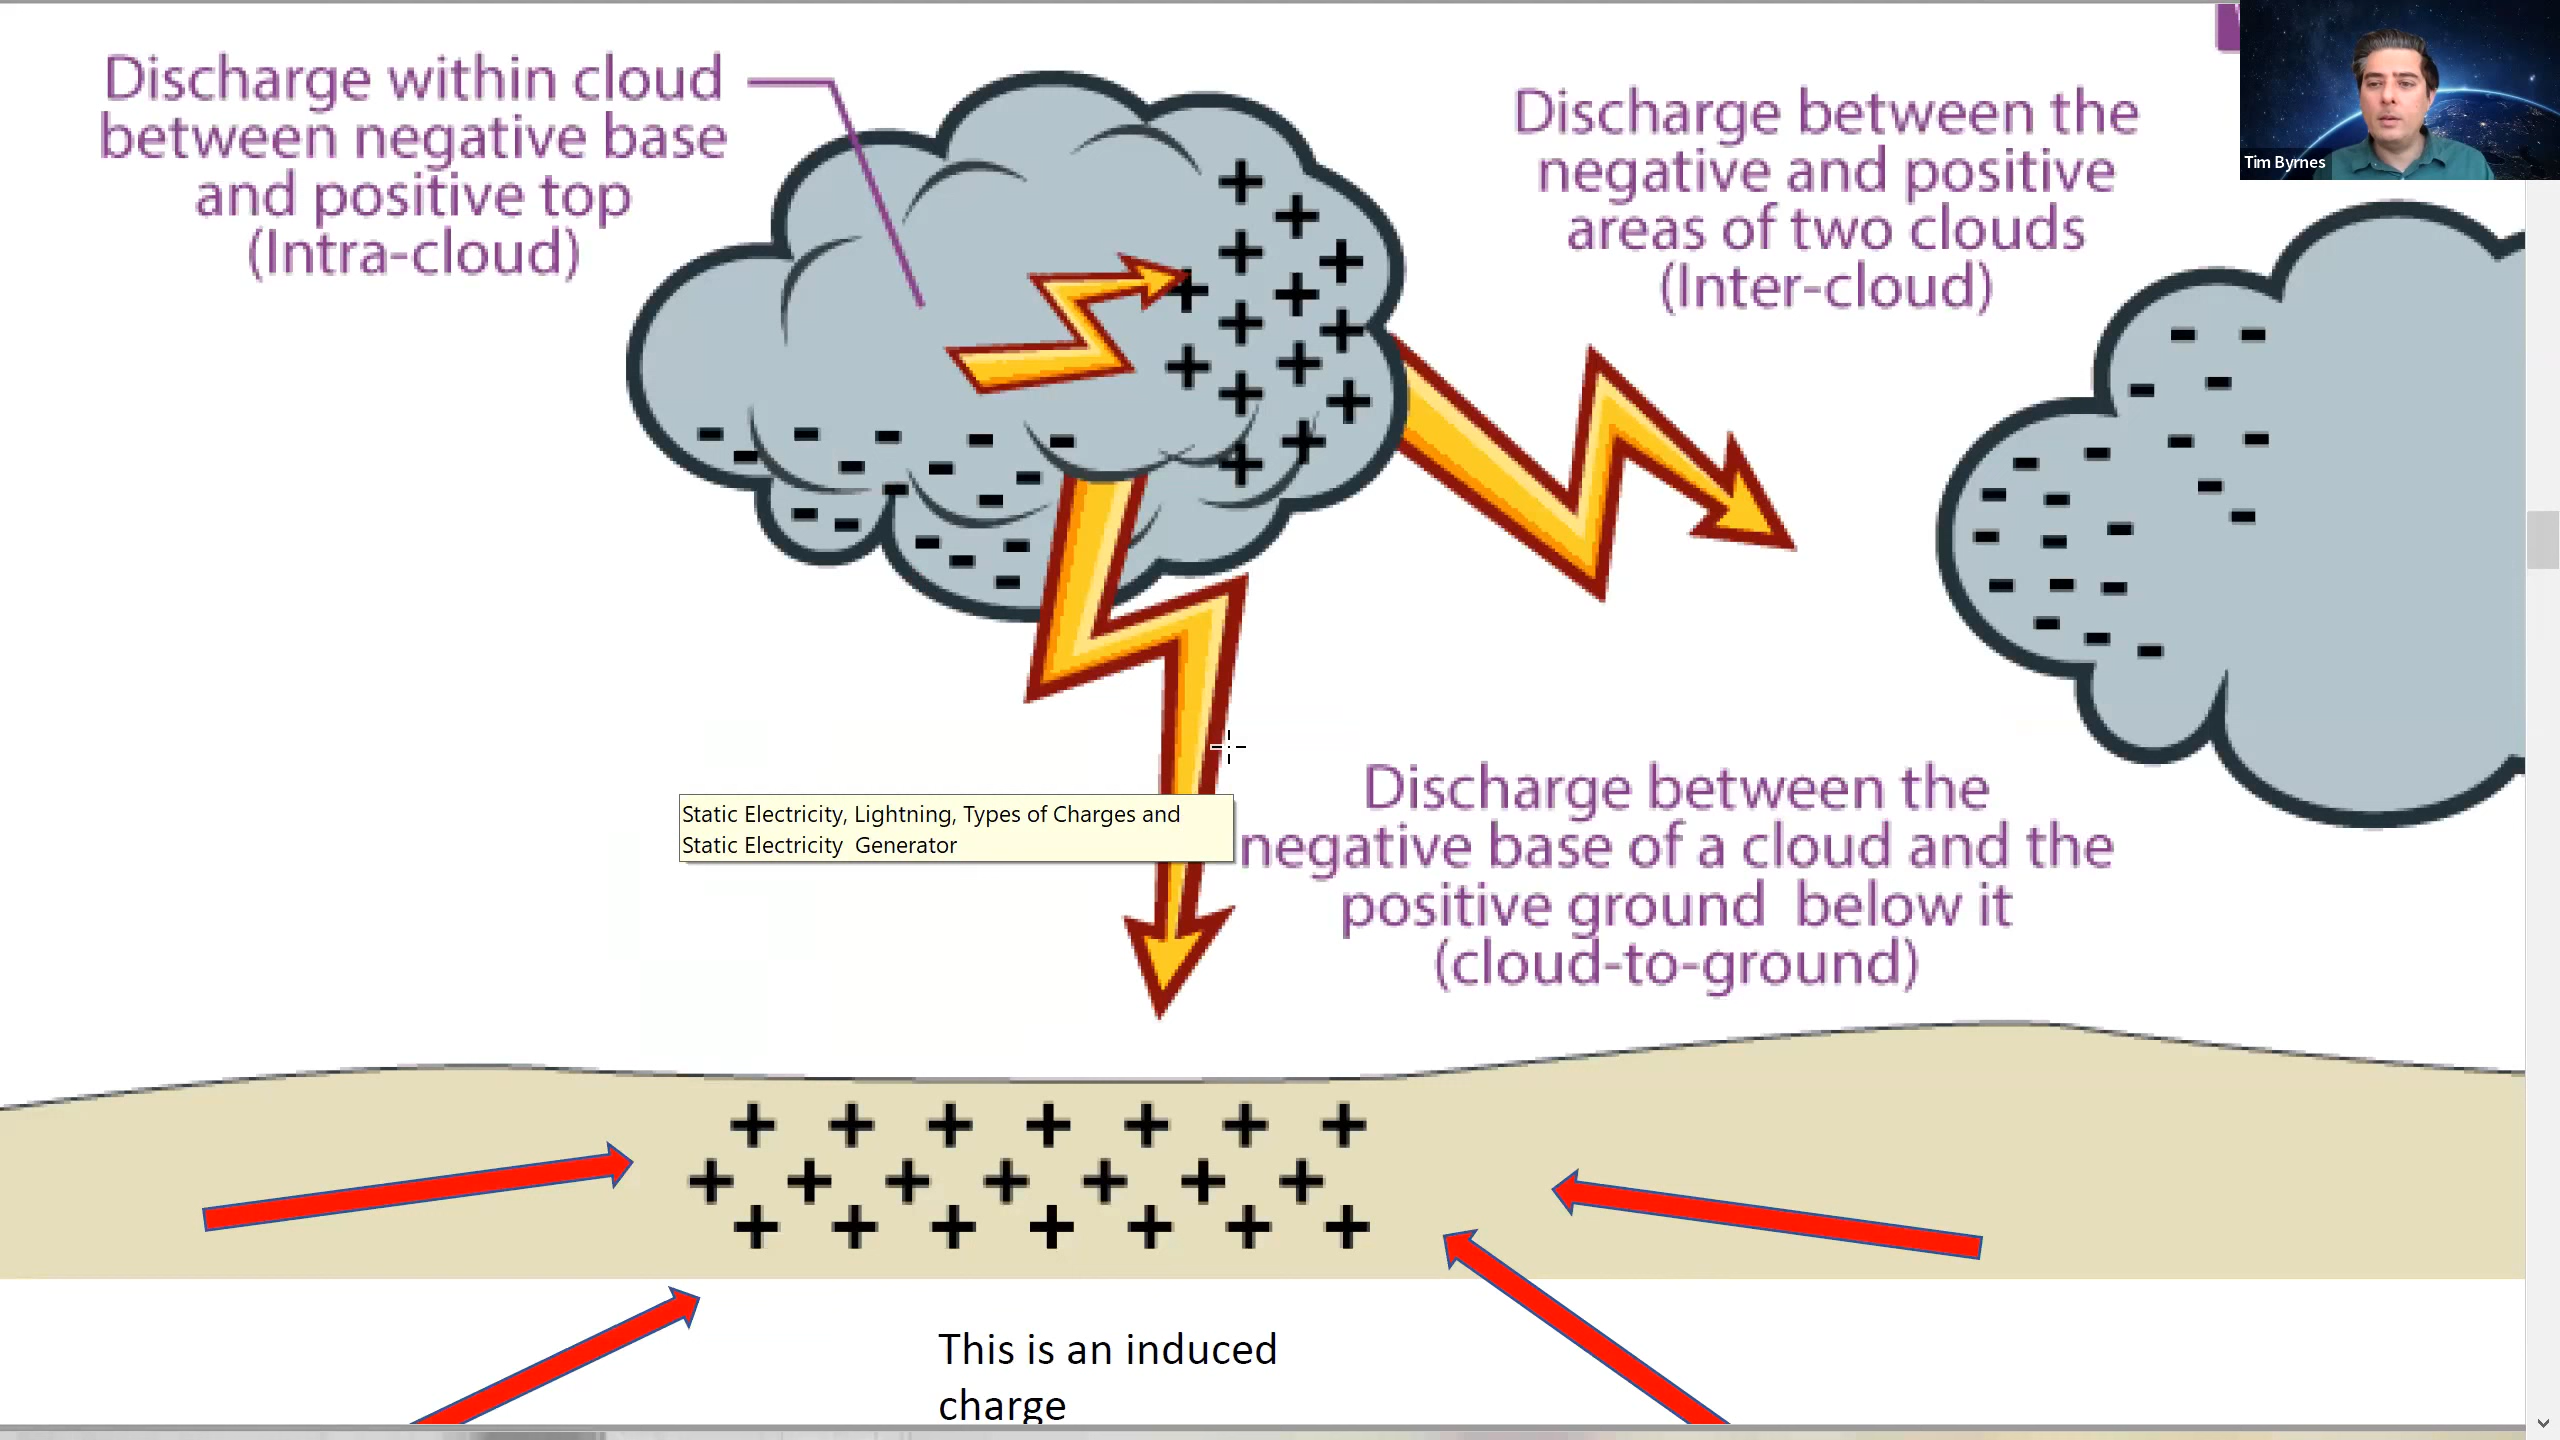 Discharge within cloud
between negative base
and positive top
(Intra-cloud)
Discharge between the
negative and positive
areas of two clouds
(Inter-cloud)
Tim Byrnes
Static Electricity, Lightning, Types of Charges and
Static Electricity  Generator
Discharge between the
negative base of a cloud and the
positive ground  below it
(cloud-to-ground)
This is an induced
charge